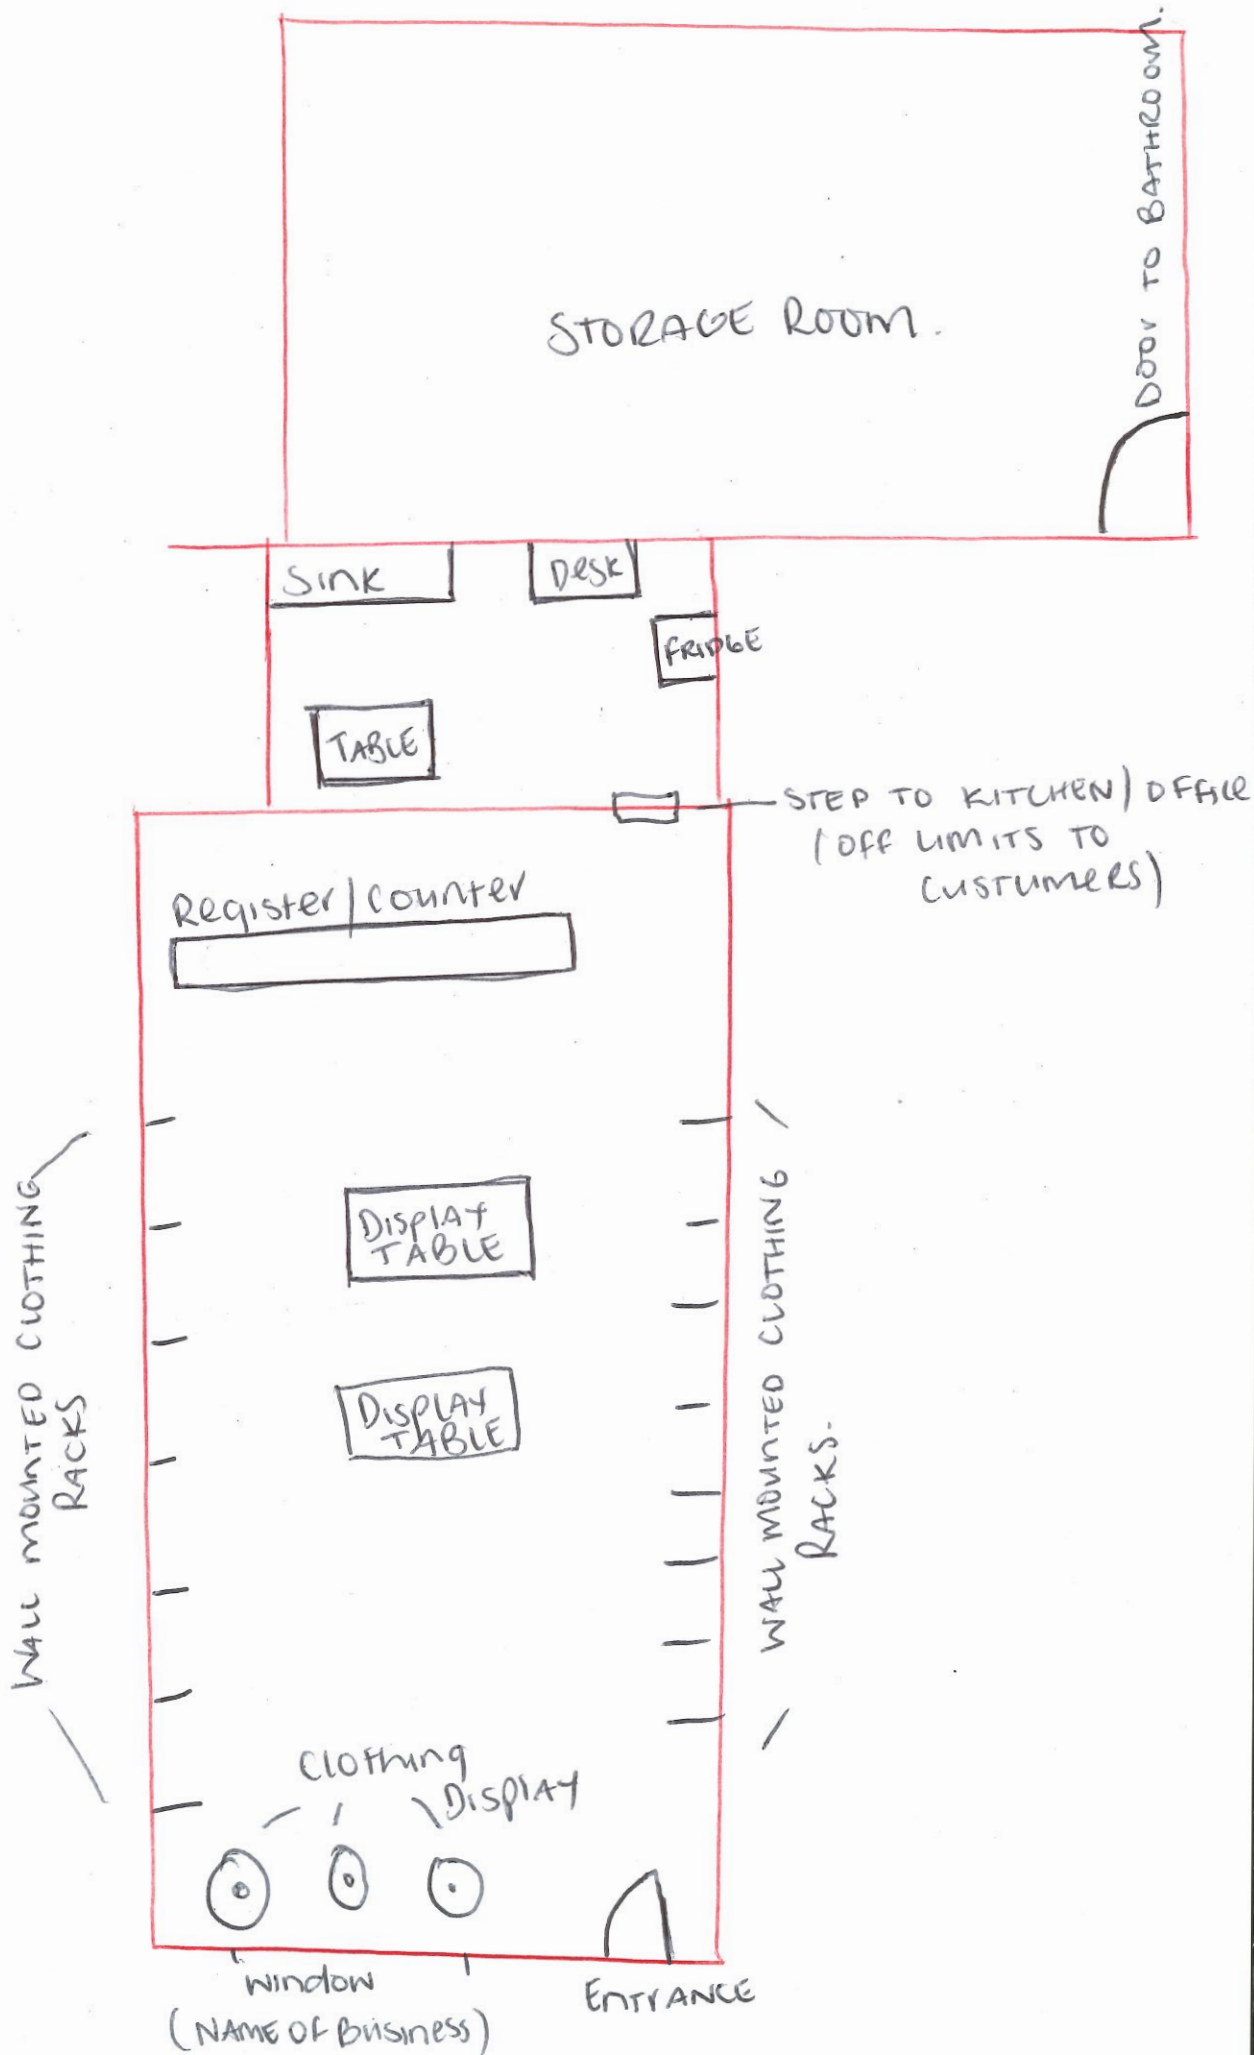 Door TO BATHROOM.
STORAGE ROOM.
Sink
Desk
FRIDGE
TABLE
STEP TO KITCHEN/OFFICE
(OFF LIMITS TO
CUSTUMERS)
Register/Counter
WALL MOUNTED CLOTHING
RACKS
DISPLAY
TABLE
DISPLAY
TABLE
WALL MOUNTED CLOTHING
RACKS.
Clothing
DISPLAY
window
(NAME OF Business)
ENTrANCE